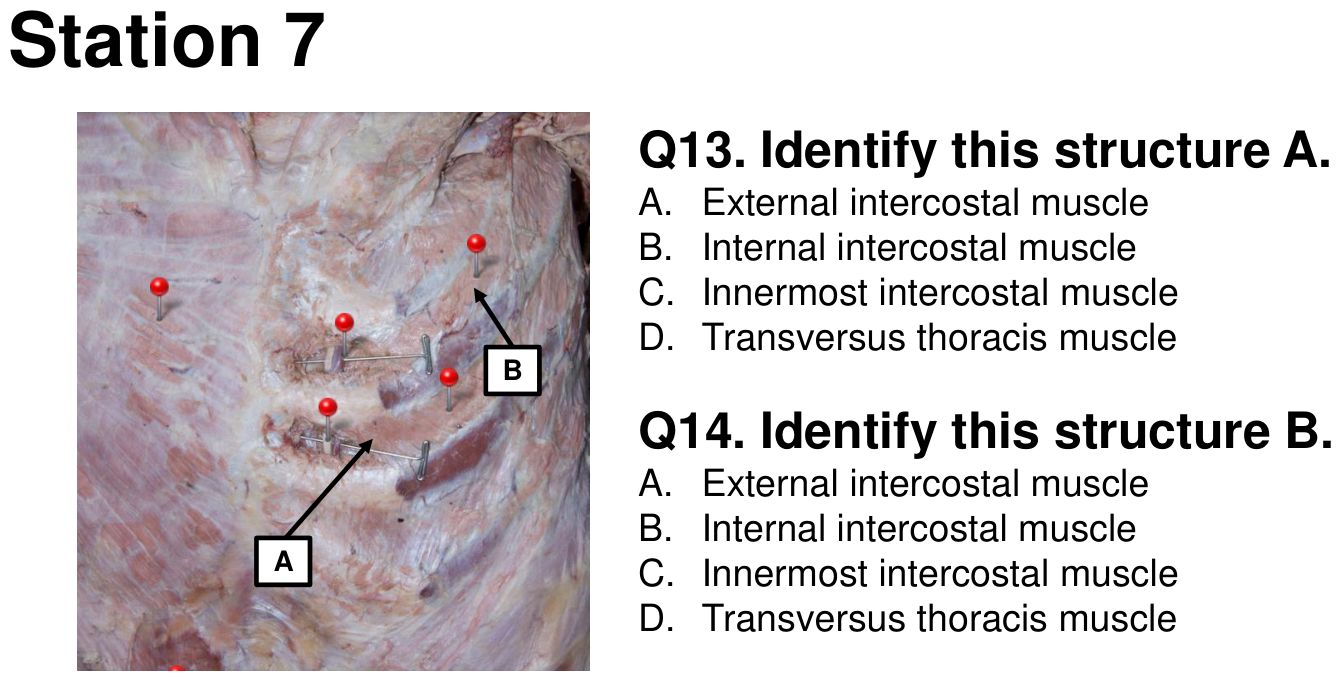 Station 7
Q13. Identify this structure A.
A. External intercostal muscle
B. Internal intercostal muscle
C. Innermost intercostal muscle
D. Transversus thoracis muscle
B
A
Q14. Identify this structure B.
A. External intercostal muscle
B. Internal intercostal muscle
C. Innermost intercostal muscle
D. Transversus thoracis muscle